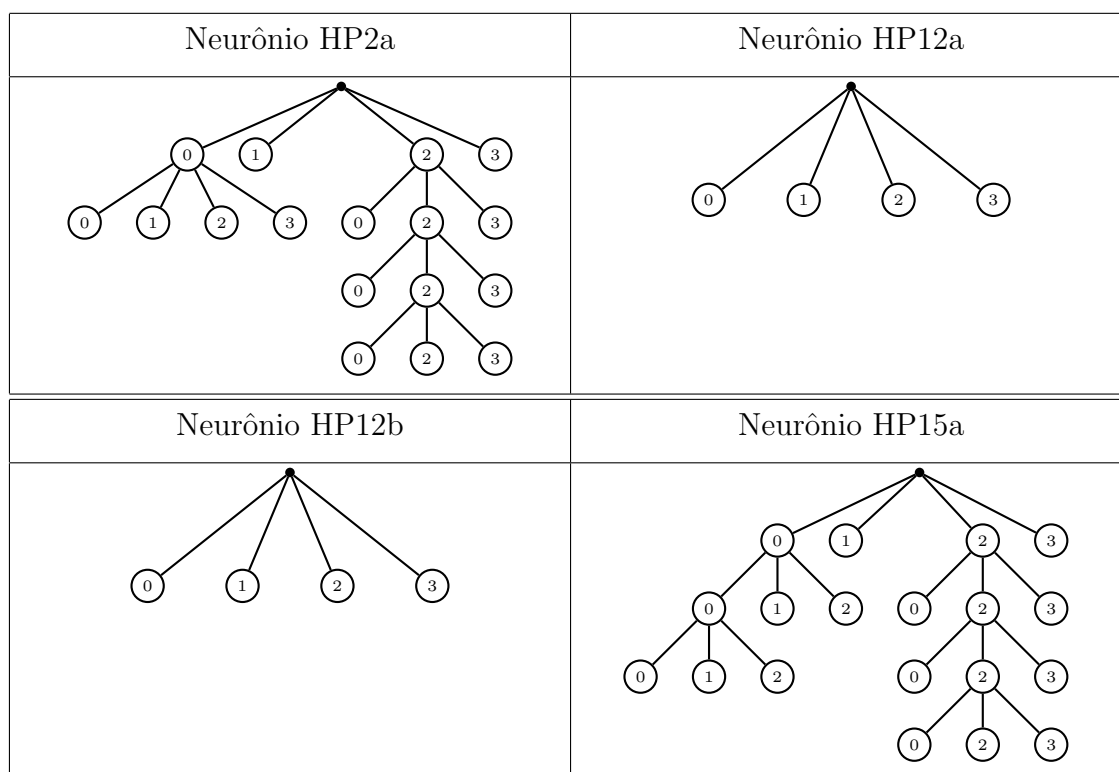 Neurônio HP2a
Neurônio HP12a
0 1 2 3
0 1 2 3 0 2 3
0 2 3
0 2 3
0 1 2 3
Neurônio HP12b
Neurônio HP15a
0 1 2 3
0 1 2 3
0 1 2 0 2 3
0 1 2 0 2 3
0 2 3